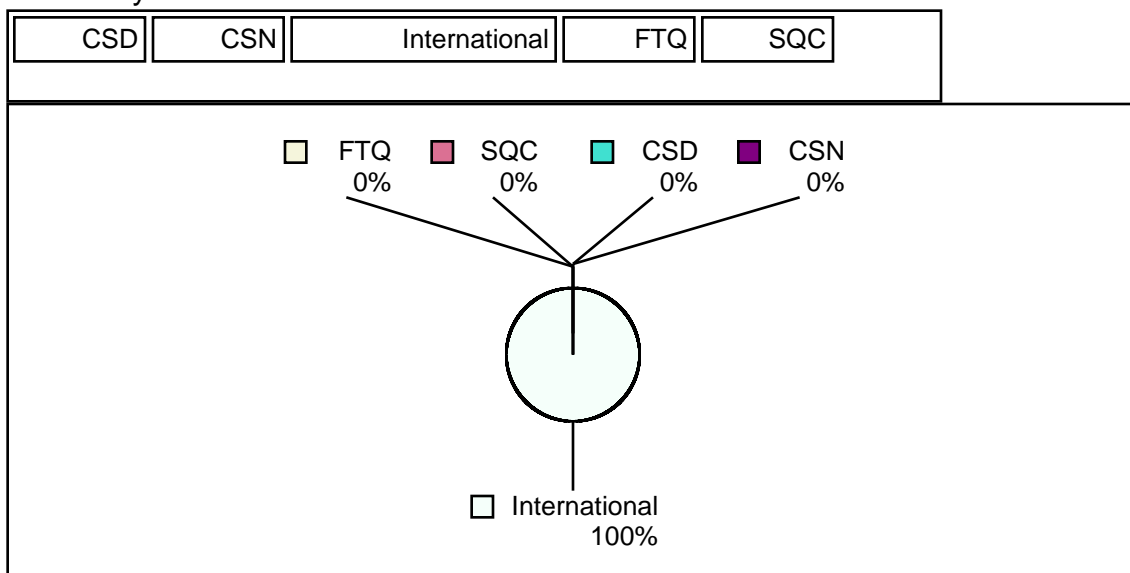 CSD CSN International FTQ SQC
FTQ SQC CSD CSN
0% 0% 0% 0%
International
100%